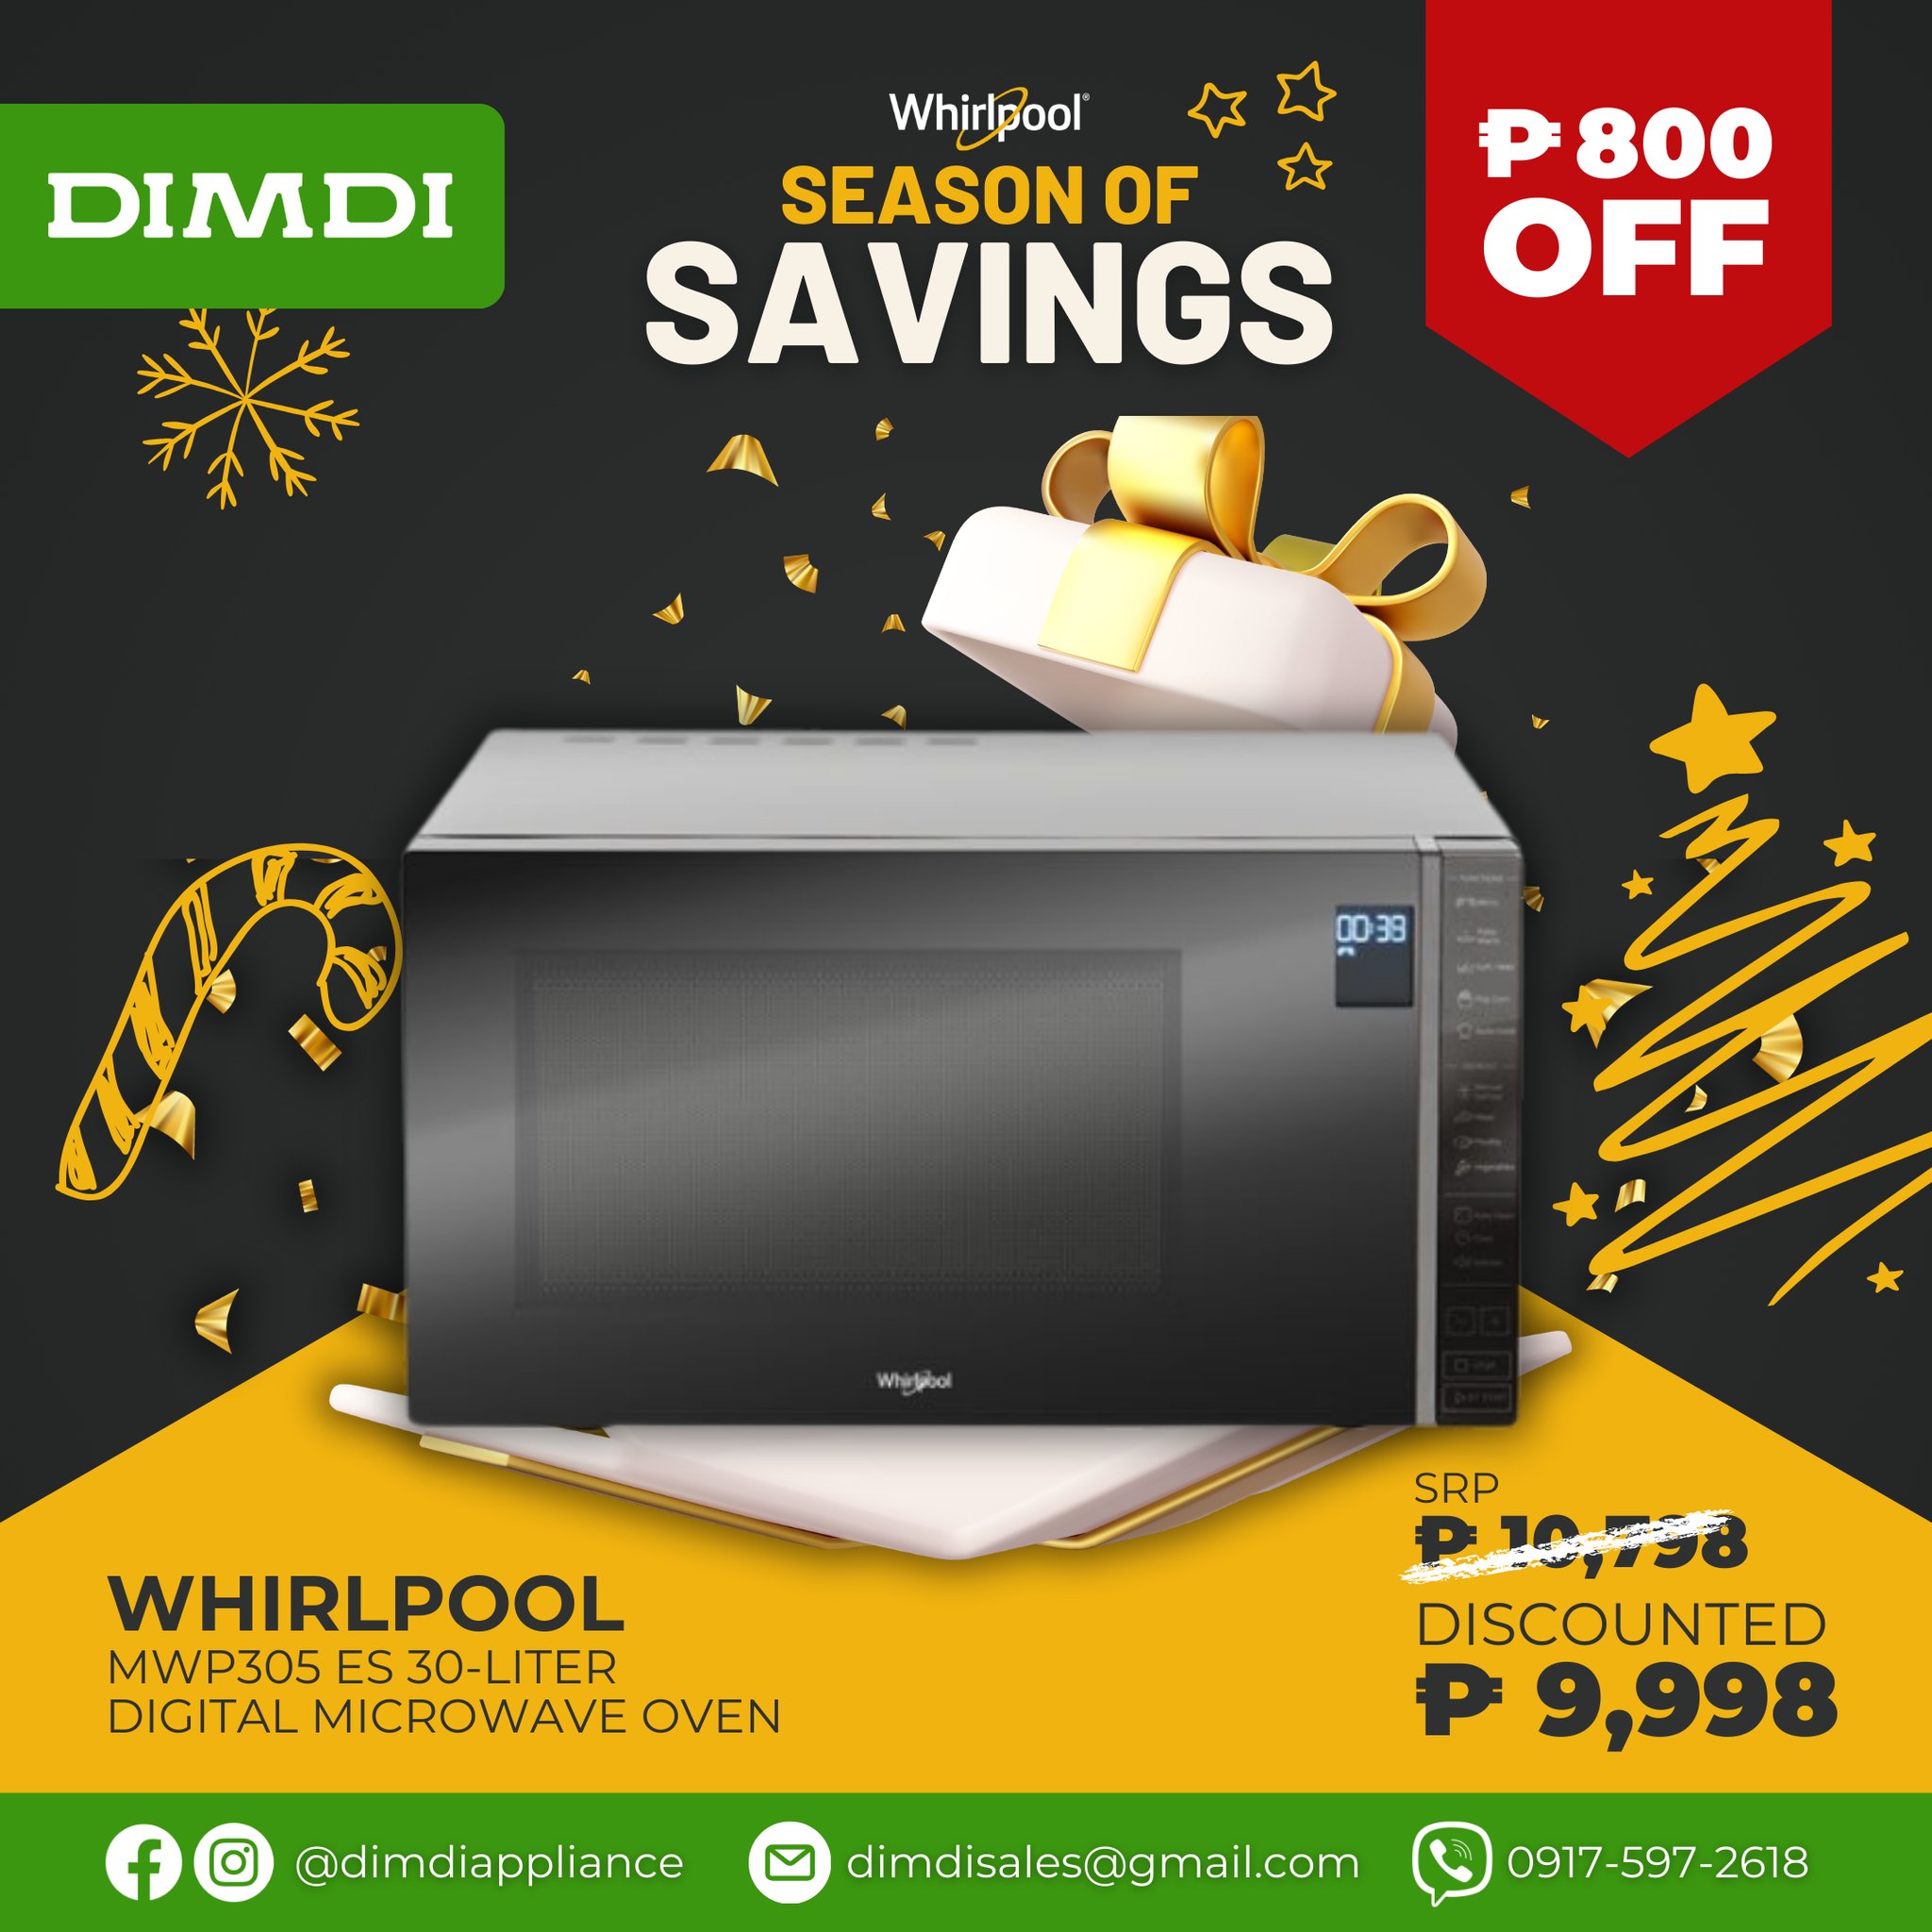 DIMDI
Whirlpool®
SEASON OF
SAVINGS
₱800
OFF
00:39
Whirlpool
SRP
₱ 10,798
DISCOUNTED
₱ 9,998
WHIRLPOOL
MWP305 ES 30-LITER
DIGITAL MICROWAVE OVEN
@dimdiappliance
dimdisales@gmail.com
0917-597-2618